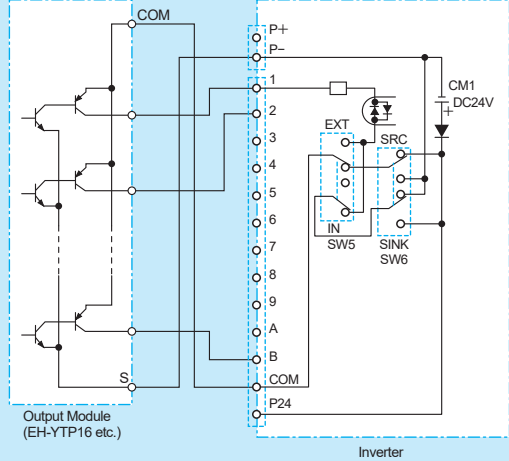 COM
P+
P−
1
2
3
4
5
6
7
8
9
A
B
COM
P24
S
EXT
IN
SW5
SRC
SINK
SW6
CM1
+
DC24V
Output Module
(EH-YTP16 etc.)
Inverter